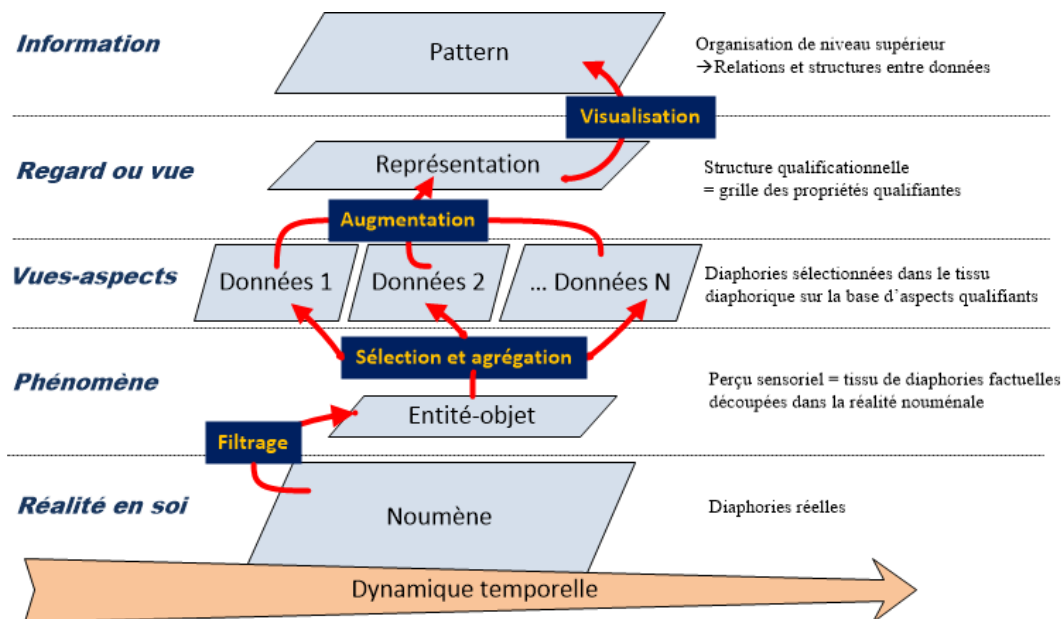 Information
Pattern
Organisation de niveau supérieur
→Relations et structures entre données
Visualisation
Regard ou vue
Représentation
Structure qualificationnelle
= grille des propriétés qualifiantes
Augmentation
Vues-aspects
Données 1
Données 2
... Données N
Diaphories sélectionnées dans le tissu
diaphorique sur la base d'aspects qualifiants
Sélection et agrégation
Phénomène
Perçu sensoriel = tissu de diaphories factuelles
découpées dans la réalité nouménale
Entité-objet
Filtrage
Réalité en soi
Noumène
Diaphories réelles
Dynamique temporelle